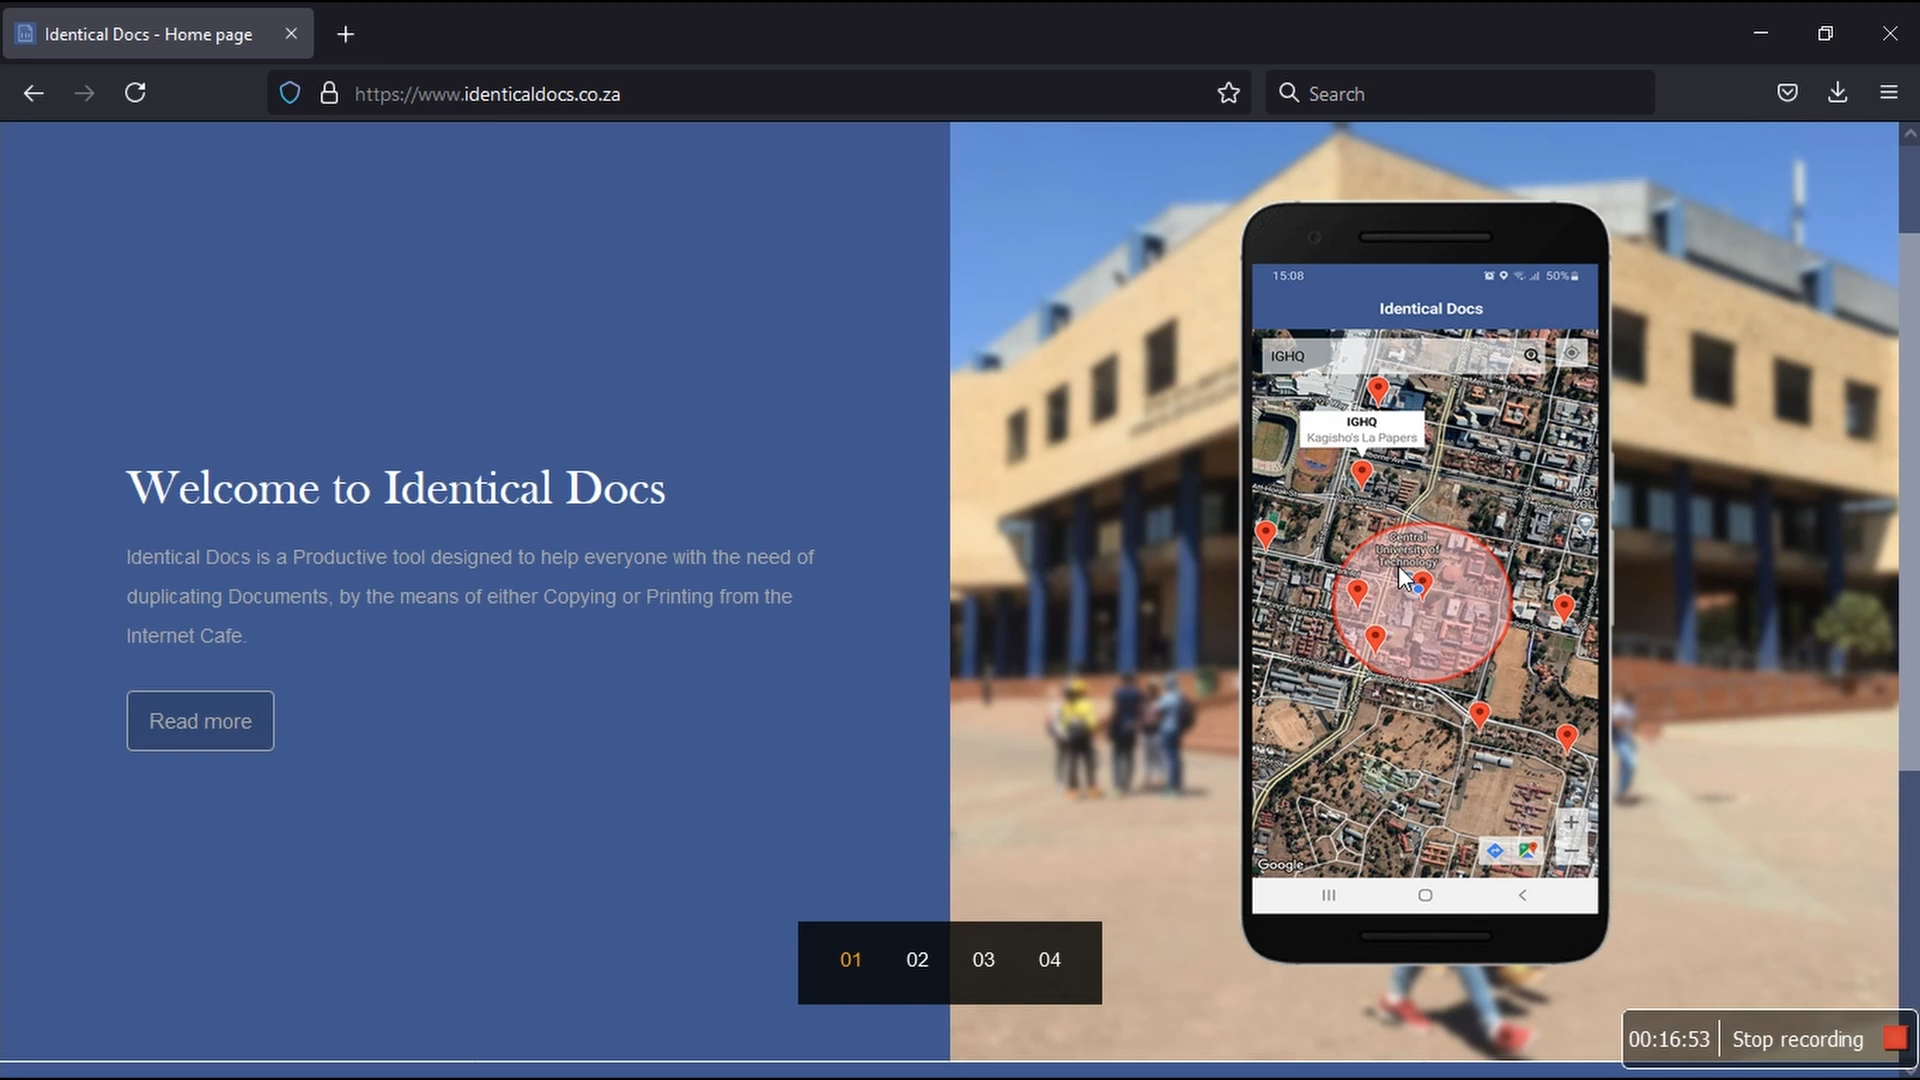 Identical Docs - Home page
https://www.identicaldocs.co.za
Search
Welcome to Identical Docs
Identical Docs is a Productive tool designed to help everyone with the need of
duplicating Documents, by the means of either Copying or Printing from the
Internet Cafe.
Read more
01 02 03 04
15:08
50%
Identical Docs
IGHQ
IGHQ
Kagisho's La Papers
Central
University of
Technology
Google
00:16:53
Stop recording